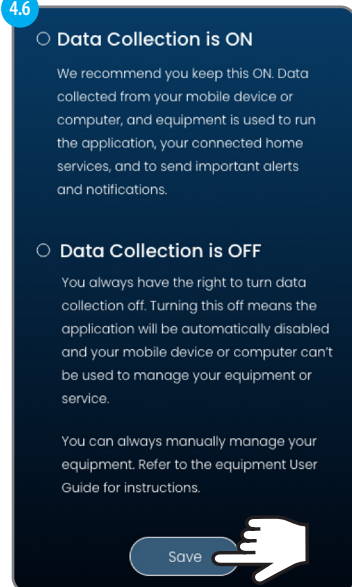 4.6
Data Collection is ON
We recommend you keep this ON. Data
collected from your mobile device or
computer, and equipment is used to run
the application, your connected home
services, and to send important alerts
and notifications.
Data Collection is OFF
You always have the right to turn data
collection off. Turning this off means the
application will be automatically disabled
and your mobile device or computer can't
be used to manage your equipment or
service.
You can always manually manage your
equipment. Refer to the equipment User
Guide for instructions.
Save